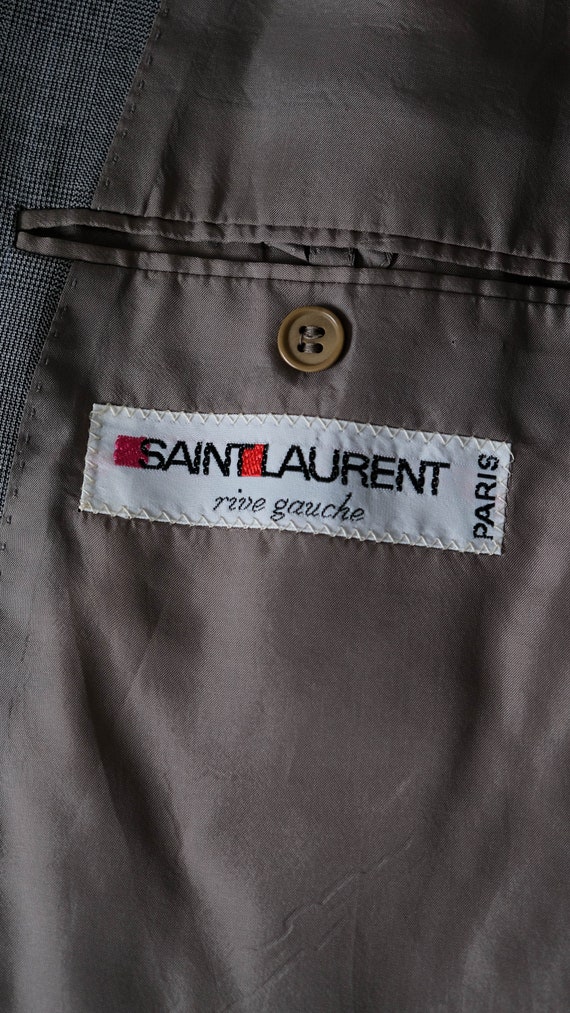 SAINT LAURENT
rive gauche
PARIS